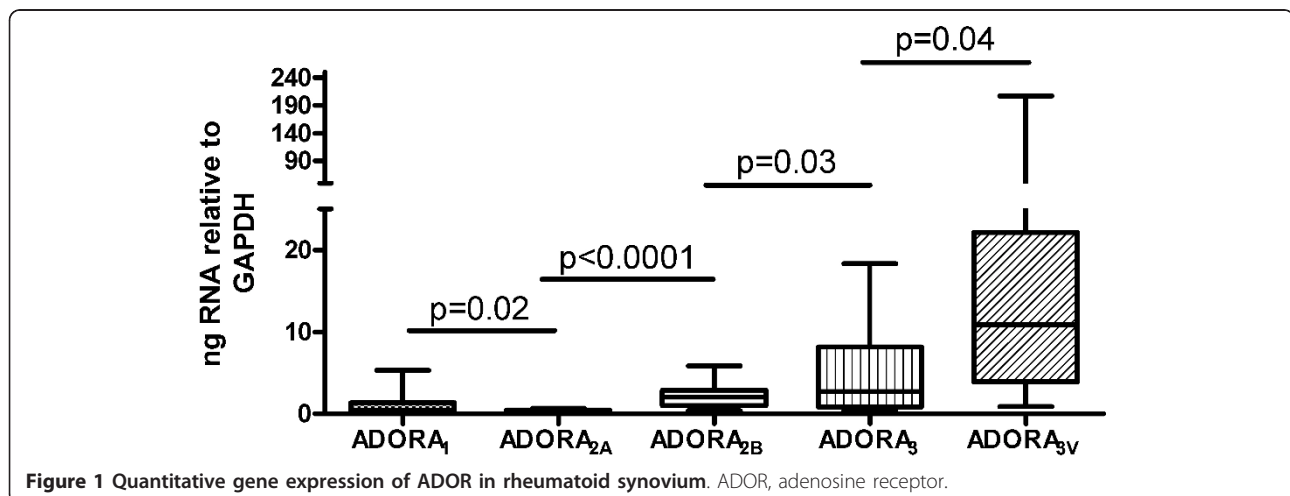 p=0.04
240
190
140
90
p=0.03
ng RNA relative to
GAPDH
20
p<0.0001
10
p=0.02
0
ADORA1 ADORA2A ADORA2B ADORA3 ADORA3V
Figure 1 Quantitative gene expression of ADOR in rheumatoid synovium. ADOR, adenosine receptor.